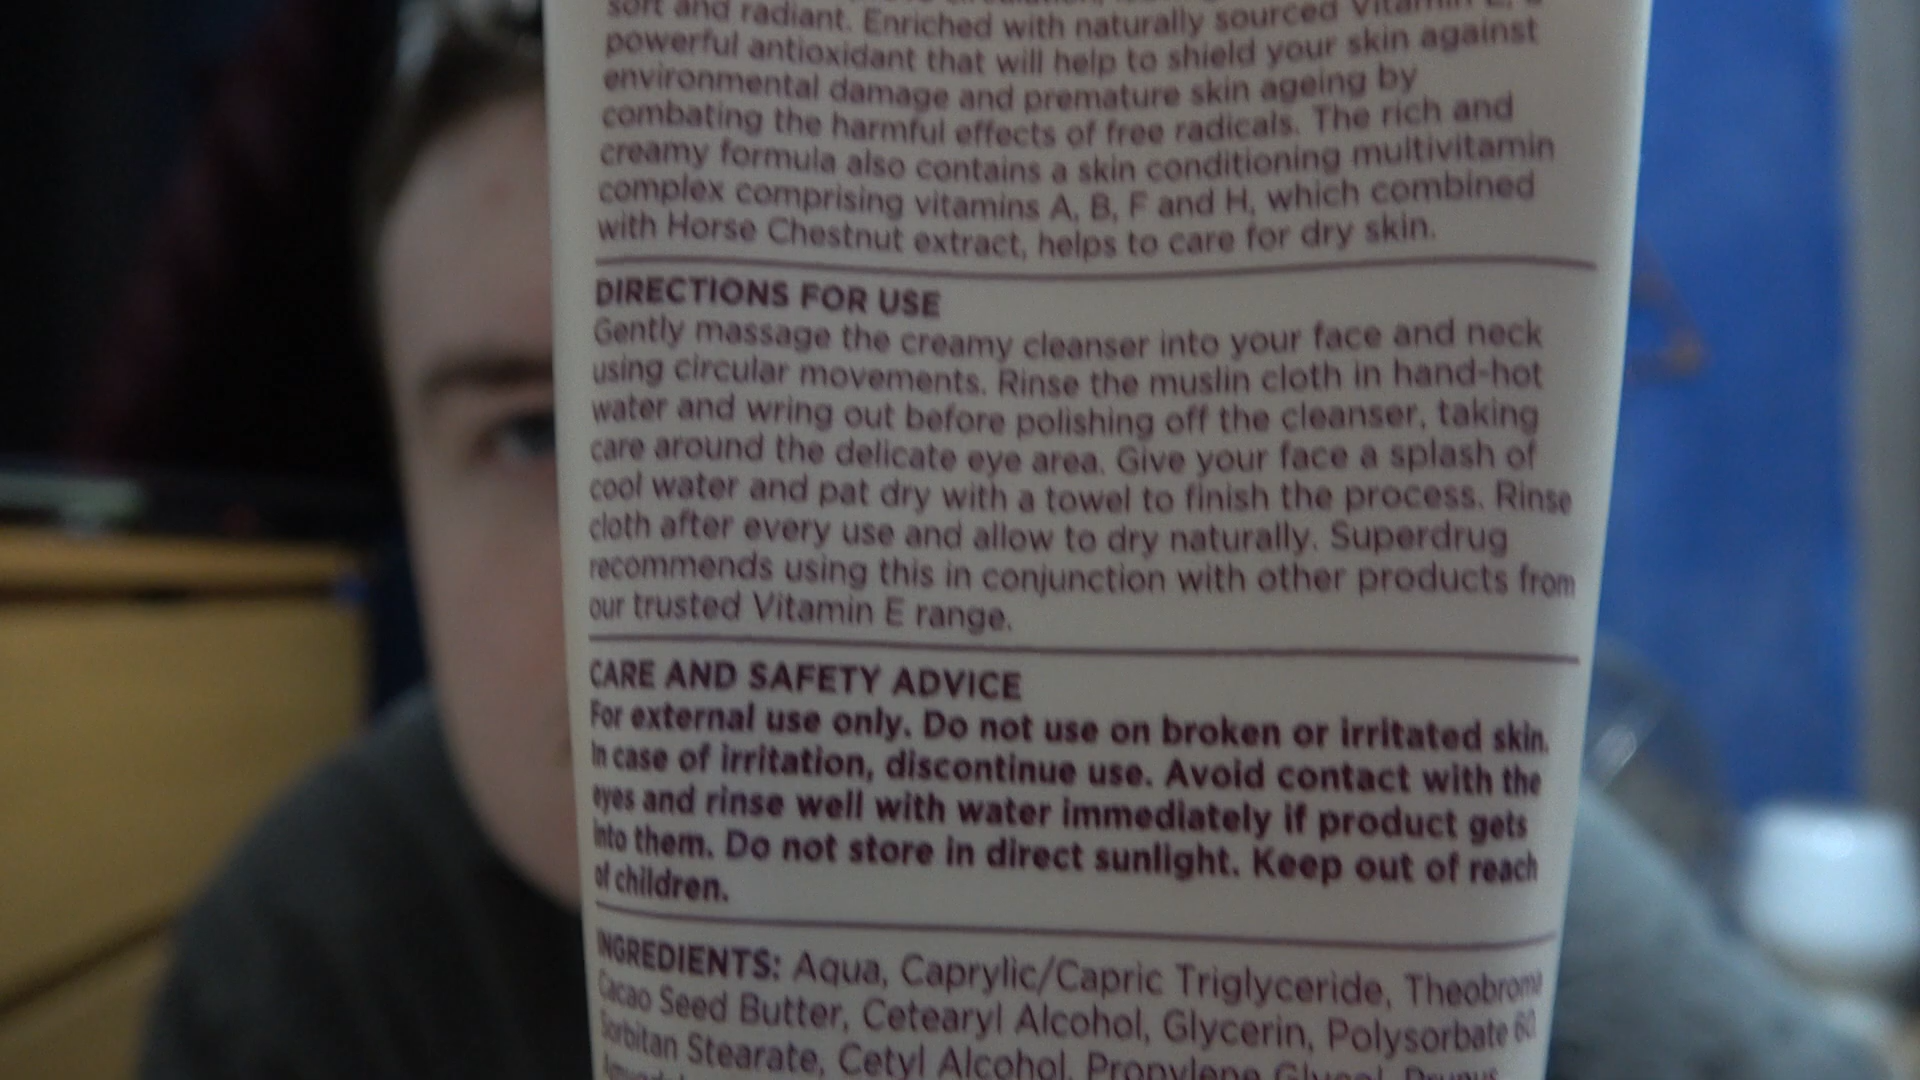 soft and radiant. Enriched with naturally sourced Vitamin E, a
powerful antioxidant that will help to shield your skin against
environmental damage and premature skin ageing by
combating the harmful effects of free radicals. The rich and
creamy formula also contains a skin conditioning multivitamin
complex comprising vitamins A, B, F and H, which combined
with Horse Chestnut extract, helps to care for dry skin.
DIRECTIONS FOR USE
Gently massage the creamy cleanser into your face and neck
using circular movements. Rinse the muslin cloth in hand-hot
water and wring out before polishing off the cleanser, taking
care around the delicate eye area. Give your face a splash of
cool water and pat dry with a towel to finish the process. Rinse
cloth after every use and allow to dry naturally. Superdrug
recommends using this in conjunction with other products from
our trusted Vitamin E range.
CARE AND SAFETY ADVICE
For external use only. Do not use on broken or irritated skin.
In case of irritation, discontinue use. Avoid contact with the
eyes and rinse well with water immediately if product gets
into them. Do not store in direct sunlight. Keep out of reach
of children.
INGREDIENTS: Aqua, Caprylic/Capric Triglyceride, Theobroma
Cacao Seed Butter, Cetearyl Alcohol, Glycerin, Polysorbate 60,
Sorbitan Stearate, Cetyl Alcohol, Propylene Glycol, Prunus